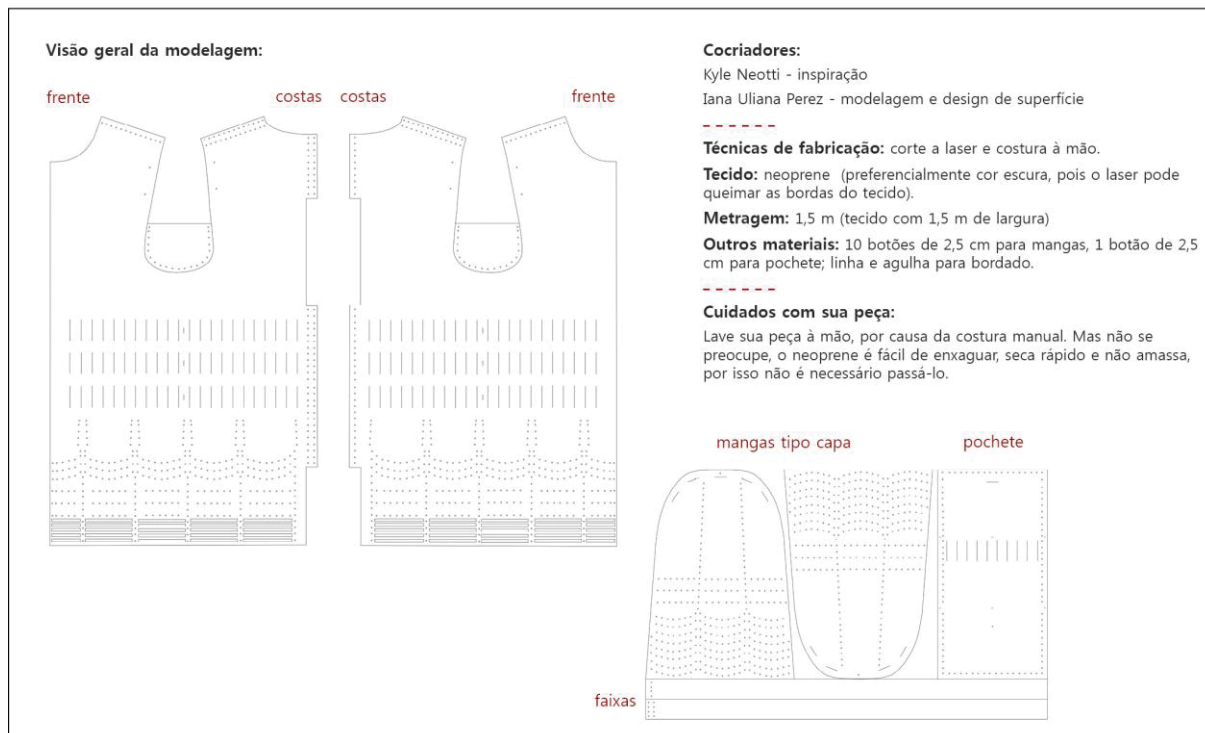 Visão geral da modelagem:
frente
costas
costas
frente
Cocriadores:
Kyle Neotti - inspiração
Iana Uliana Perez - modelagem e design de superfície
Técnicas de fabricação: corte a laser e costura à mão.
Tecido: neoprene (preferencialmente cor escura, pois o laser pode
queimar as bordas do tecido).
Metragem: 1,5 m (tecido com 1,5 m de largura)
Outros materiais: 10 botões de 2,5 cm para mangas, 1 botão de 2,5
cm para pochete; linha e agulha para bordado.
Cuidados com sua peça:
Lave sua peça à mão, por causa da costura manual. Mas não se
preocupe, o neoprene é fácil de enxaguar, seca rápido e não amassa,
por isso não é necessário passá-lo.
mangas tipo capa
pochete
faixas